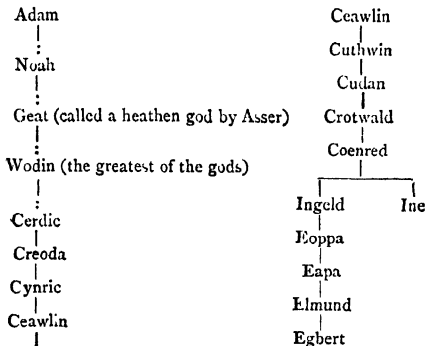 Adam
Noah
Geat (called a heathen god by Asser)
Wodin (the greatest of the gods)
Cerdic
Creoda
Cynric
Ceawlin
Ceawlin
Cuthwin
Cudan
Crotwald
Coenred
Ingeld Ine
Eoppa
Eapa
Elmund
Egbert